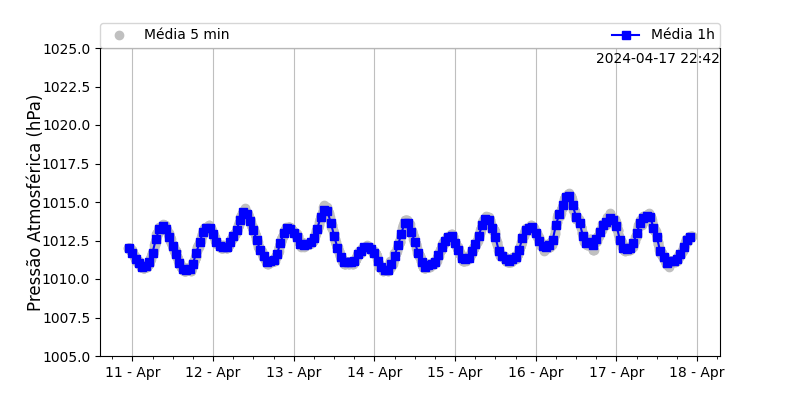 Média 5 min
Média 1h
2024-04-17 22:42
Pressão Atmosférica (hPa)
1025.0
1022.5
1020.0
1017.5
1015.0
1012.5
1010.0
1007.5
1005.0
11 - Apr
12 - Apr
13 - Apr
14 - Apr
15 - Apr
16 - Apr
17 - Apr
18 - Apr